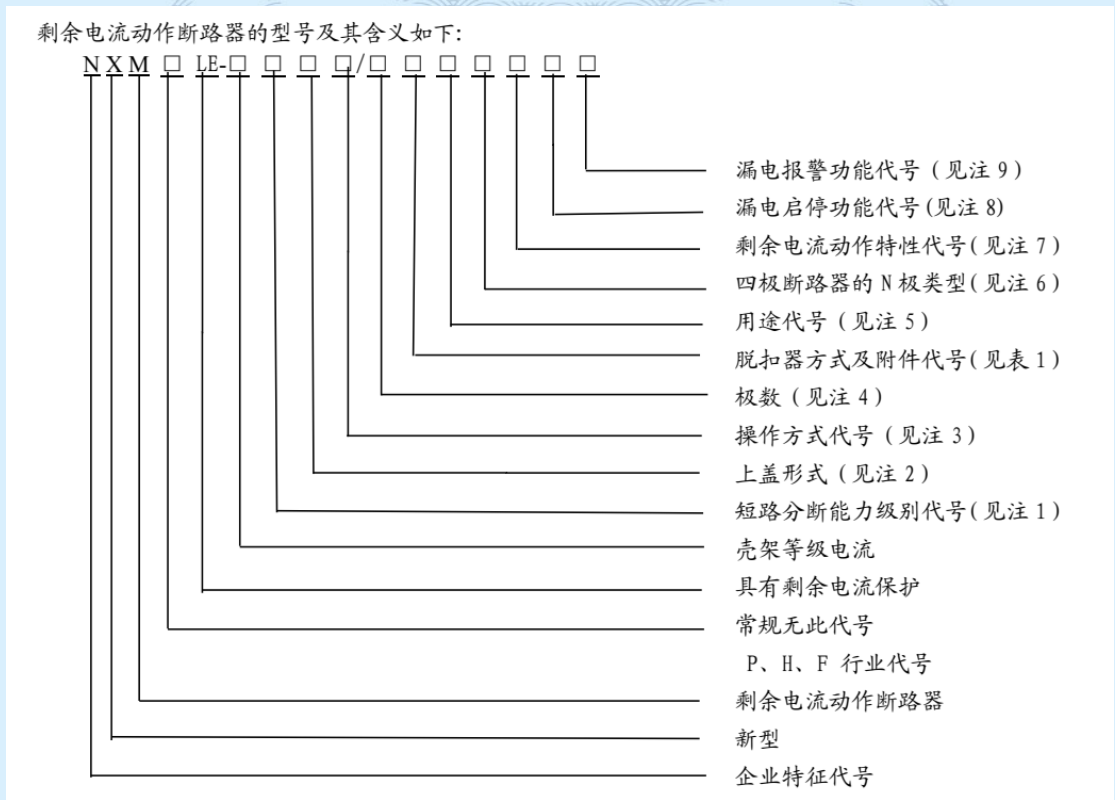 剩余电流动作断路器的型号及其含义如下:
N X M □ LE-□ □ □ □/□ □ □ □ □ □ □
漏电报警功能代号（见注 9）
漏电启停功能代号(见注 8)
剩余电流动作特性代号(见注 7)
四极断路器的 N 极类型(见注 6)
用途代号（见注 5）
脱扣器方式及附件代号(见表 1)
极数（见注 4）
操作方式代号（见注 3）
上盖形式（见注 2）
短路分断能力级别代号(见注 1)
壳架等级电流
具有剩余电流保护
常规无此代号
P、H、F 行业代号
剩余电流动作断路器
新型
企业特征代号